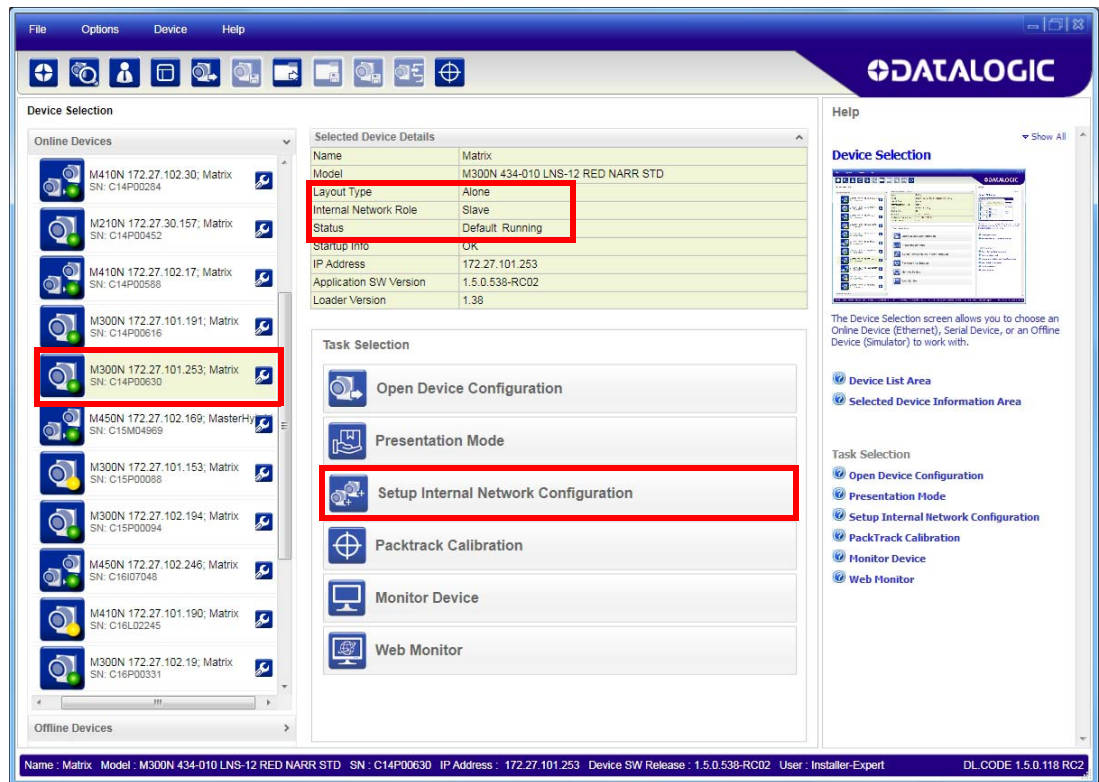 File Options Device Help
DATALOGIC
Device Selection
Online Devices
M410N 172.27.102.30; Matrix
SN: C14P00284
M210N 172.27.30.157; Matrix
SN: C14P00452
M410N 172.27.102.17; Matrix
SN: C14P00588
M300N 172.27.101.191; Matrix
SN: C14P00616
M300N 172.27.101.253; Matrix
SN: C14P00630
M450N 172.27.102.169; MasterHy
SN: C15M04969
M300N 172.27.101.153; Matrix
SN: C15P00088
M300N 172.27.102.194; Matrix
SN: C15P00094
M450N 172.27.102.246; Matrix
SN: C16I07048
M410N 172.27.101.190; Matrix
SN: C16L02245
M300N 172.27.102.19; Matrix
SN: C16P00331
Offline Devices
Selected Device Details
Name Matrix
Model M300N 434-010 LNS-12 RED NARR STD
Layout Type Alone
Internal Network Role Slave
Status Default Running
Startup Info OK
IP Address 172.27.101.253
Application SW Version 1.5.0.538-RC02
Loader Version 1.38
Task Selection
Open Device Configuration
Presentation Mode
Setup Internal Network Configuration
Packtrack Calibration
Monitor Device
Web Monitor
Help
Show All
Device Selection
The Device Selection screen allows you to choose an
Online Device (Ethernet), Serial Device, or an Offline
Device (Simulator) to work with.
Device List Area
Selected Device Information Area
Task Selection
Open Device Configuration
Presentation Mode
Setup Internal Network Configuration
PackTrack Calibration
Monitor Device
Web Monitor
Name : Matrix Model : M300N 434-010 LNS-12 RED NARR STD SN : C14P00630 IP Address : 172.27.101.253 Device SW Release : 1.5.0.538-RC02 User : Installer-Expert DL.CODE 1.5.0.118 RC2